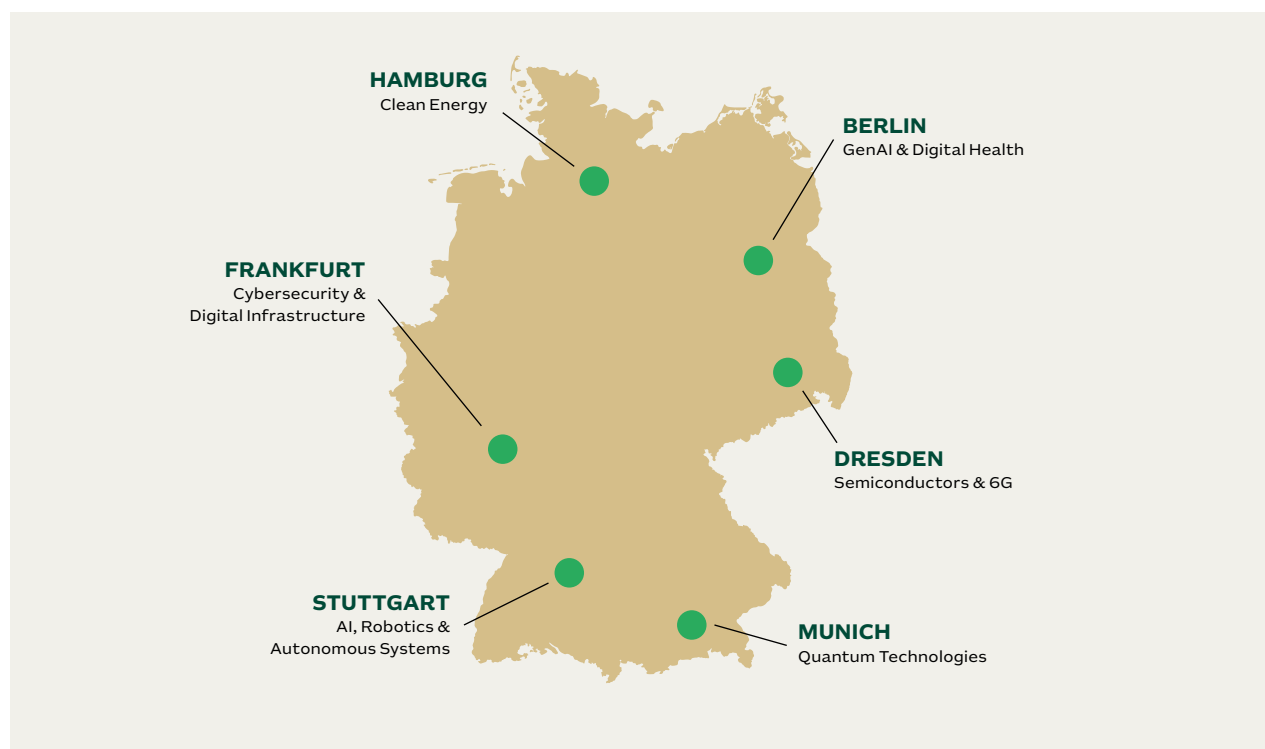 HAMBURG
Clean Energy
BERLIN
GenAI & Digital Health
FRANKFURT
Cybersecurity &
Digital Infrastructure
DRESDEN
Semiconductors & 6G
STUTTGART
AI, Robotics &
Autonomous Systems
MUNICH
Quantum Technologies